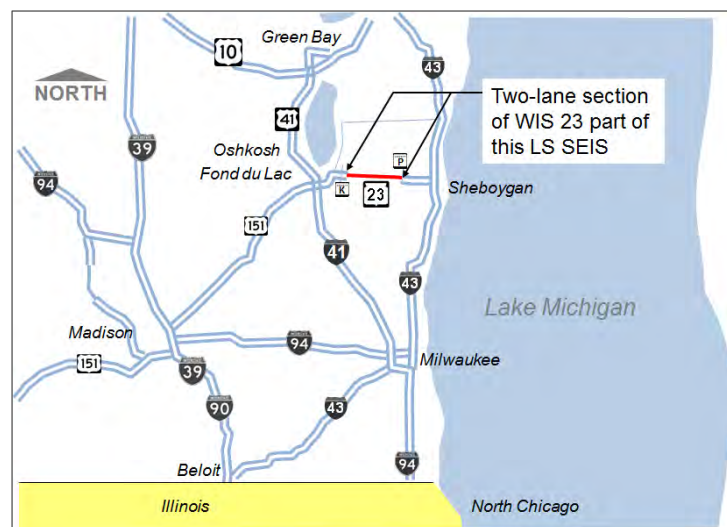 Green Bay
10
43
NORTH
Two-lane section
of WIS 23 part of
this LS SEIS
41
39
Oshkosh
Fond du Lac
P
94
K
23
Sheboygan
151
41
43
Lake Michigan
Madison
94
Milwaukee
151
39
90
43
94
Beloit
Illinois
North Chicago